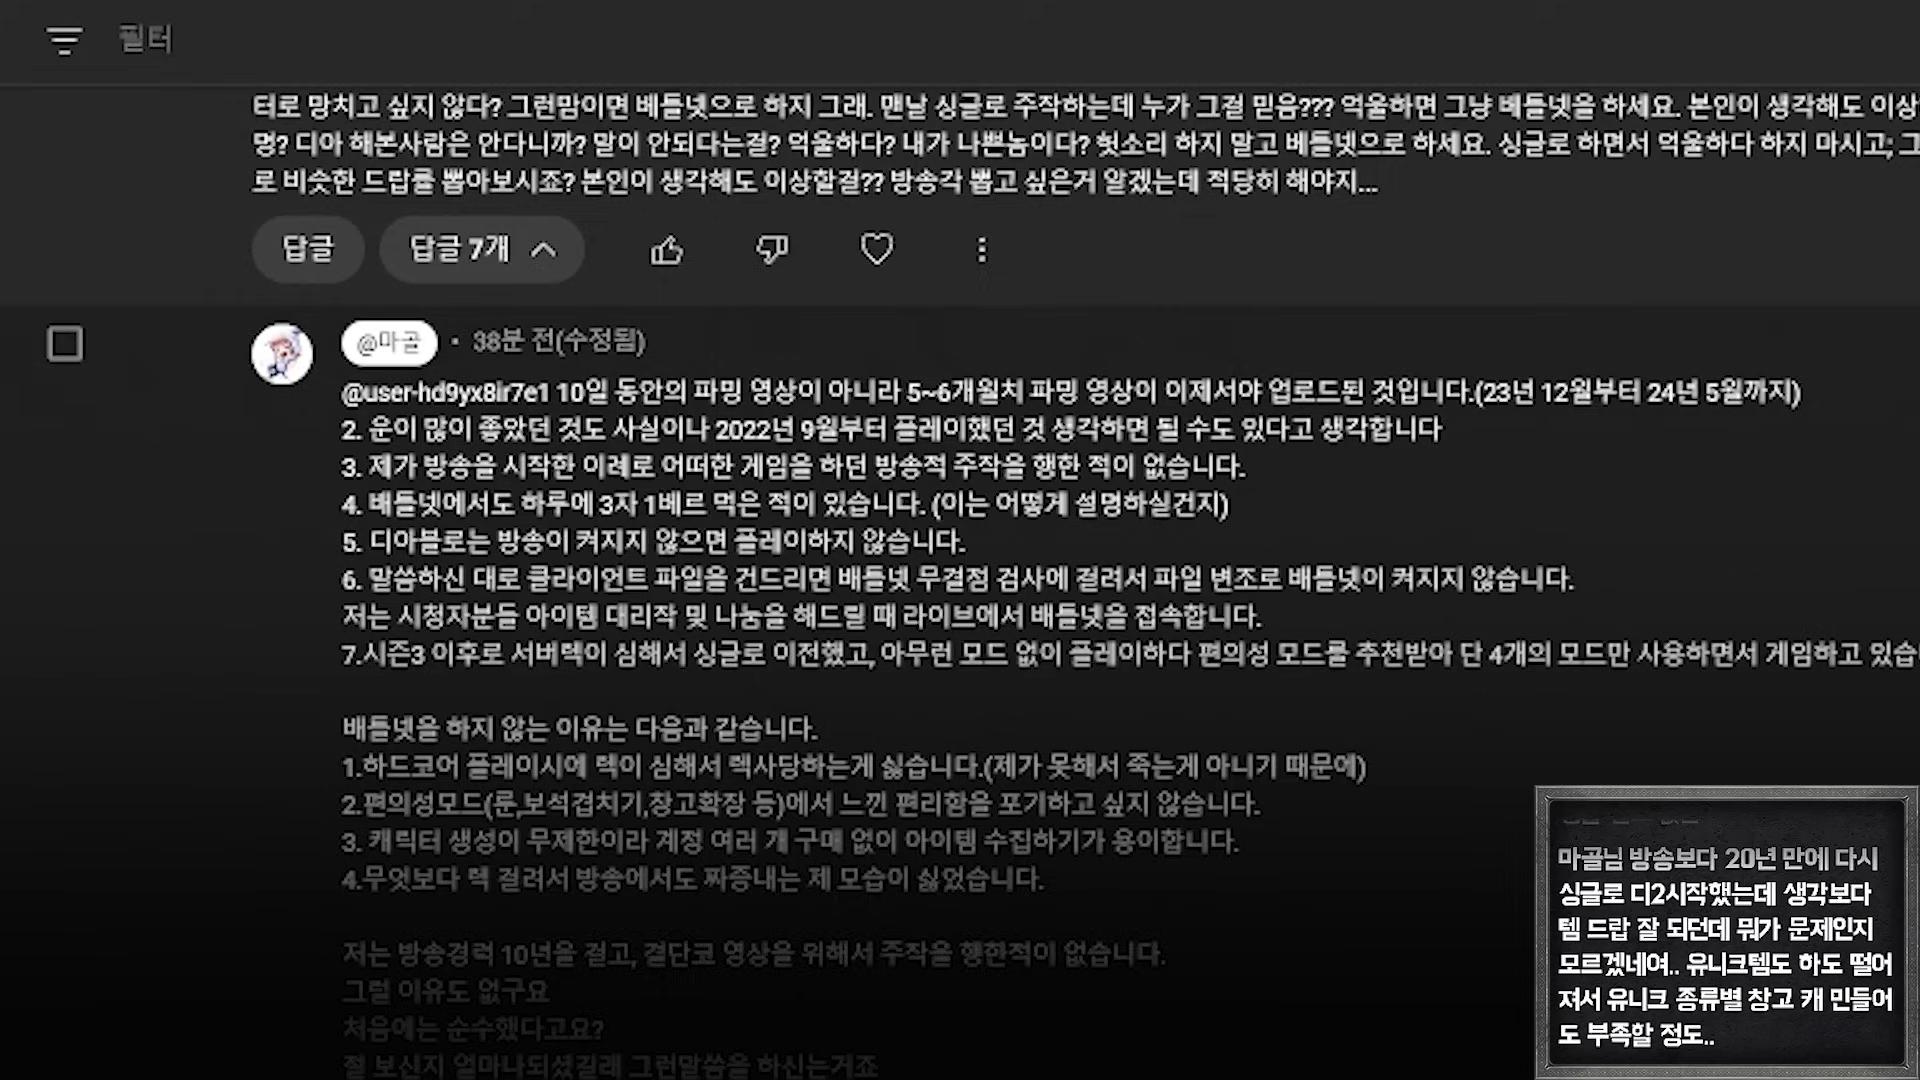 필터
터로 망치고 싶지 않다? 그런맘이면 배틀넷으로 하지 그래. 맨날 싱글로 주작하는데 누가 그걸 믿음??? 억울하면 그냥 배틀넷을 하세요. 본인이 생각해도 이상
명? 디아 해본사람은 안다니까? 말이 안되다는걸? 억울하다? 내가 나쁜놈이다? 헛소리 하지 말고 배틀넷으로 하세요. 싱글로 하면서 억울하다 하지 마시고; 그
로 비슷한 드랍률 뽑아보시죠? 본인이 생각해도 이상할걸?? 방송각 뽑고 싶은거 알겠는데 적당히 해야지...
답글
답글 7개
@마골 · 38분 전(수정됨)
@user-hd9yx8ir7e1 10일 동안의 파밍 영상이 아니라 5~6개월치 파밍 영상이 이제서야 업로드된 것입니다.(23년 12월부터 24년 5월까지)
2. 운이 많이 좋았던 것도 사실이나 2022년 9월부터 플레이했던 것 생각하면 될 수도 있다고 생각합니다
3. 제가 방송을 시작한 이례로 어떠한 게임을 하던 방송적 주작을 행한 적이 없습니다.
4. 배틀넷에서도 하루에 3자 1베르 먹은 적이 있습니다. (이는 어떻게 설명하실건지)
5. 디아블로는 방송이 켜지지 않으면 플레이하지 않습니다.
6. 말씀하신 대로 클라이언트 파일을 건드리면 배틀넷 무결점 검사에 걸려서 파일 변조로 배틀넷이 켜지지 않습니다.
저는 시청자분들 아이템 대리작 및 나눔을 해드릴 때 라이브에서 배틀넷을 접속합니다.
7.시즌3 이후로 서버렉이 심해서 싱글로 이전했고, 아무런 모드 없이 플레이하다 편의성 모드를 추천받아 단 4개의 모드만 사용하면서 게임하고 있습
배틀넷을 하지 않는 이유는 다음과 같습니다.
1.하드코어 플레이시에 렉이 심해서 렉사당하는게 싫습니다.(제가 못해서 죽는게 아니기 때문에)
2.편의성모드(룬,보석겹치기,창고확장 등)에서 느낀 편리함을 포기하고 싶지 않습니다.
3. 캐릭터 생성이 무제한이라 계정 여러 개 구매 없이 아이템 수집하기가 용이합니다.
4.무엇보다 렉 걸려서 방송에서도 짜증내는 제 모습이 싫었습니다.
저는 방송경력 10년을 걸고, 결단코 영상을 위해서 주작을 행한적이 없습니다.
그럴 이유도 없구요
처음에는 순수했다고요?
절 보신지 얼마나되셨길래 그런말씀을 하시는거죠
마골님 방송보다 20년 만에 다시
싱글로 디2시작했는데 생각보다
템 드랍 잘 되던데 뭐가 문제인지
모르겠네여.. 유니크템도 하도 떨어
져서 유니크 종류별 창고 캐 민들어
도 부족할 정도..